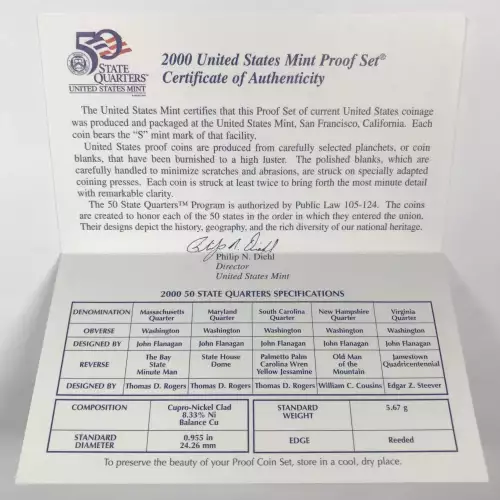 50
STATE
QUARTERS
UNITED STATES MINT
2000 United States Mint Proof Set®
Certificate of Authenticity
The United States Mint certifies that this Proof Set of current United States coinage
was produced and packaged at the United States Mint, San Francisco, California. Each
coin bears the “S” mint mark of that facility.
United States proof coins are produced from carefully selected planchets, or coin
blanks, that have been burnished to a high luster. The polished blanks, which are
carefully handled to minimize scratches and abrasions, are struck on specially adapted
coining presses. Each coin is struck at least twice to bring forth the most minute detail
with remarkable clarity.
The 50 State Quarters™ Program is authorized by Public Law 105-124. The coins
are created to honor each of the 50 states in the order in which they entered the union.
Their designs depict the history, geography, and the rich diversity of our national heritage.
Philip N. Diehl
Philip N. Diehl
Director
United States Mint
2000 50 STATE QUARTERS SPECIFICATIONS
DENOMINATION Massachusetts Quarter Maryland Quarter South Carolina Quarter New Hampshire Quarter Virginia Quarter
OBVERSE Washington Washington Washington Washington Washington
DESIGNED BY John Flanagan John Flanagan John Flanagan John Flanagan John Flanagan
REVERSE The Bay State Minute Man State House Dome Palmetto Palm Carolina Wren Yellow Jessamine Old Man of the Mountain Jamestown Quadricentennial
DESIGNED BY Thomas D. Rogers Thomas D. Rogers Thomas D. Rogers William C. Cousins Edgar Z. Steever
COMPOSITION Cupro-Nickel Clad 8.33% Ni Balance Cu STANDARD WEIGHT 5.67 g
STANDARD DIAMETER 0.955 in 24.26 mm EDGE Reeded
To preserve the beauty of your Proof Coin Set, store in a cool, dry place.